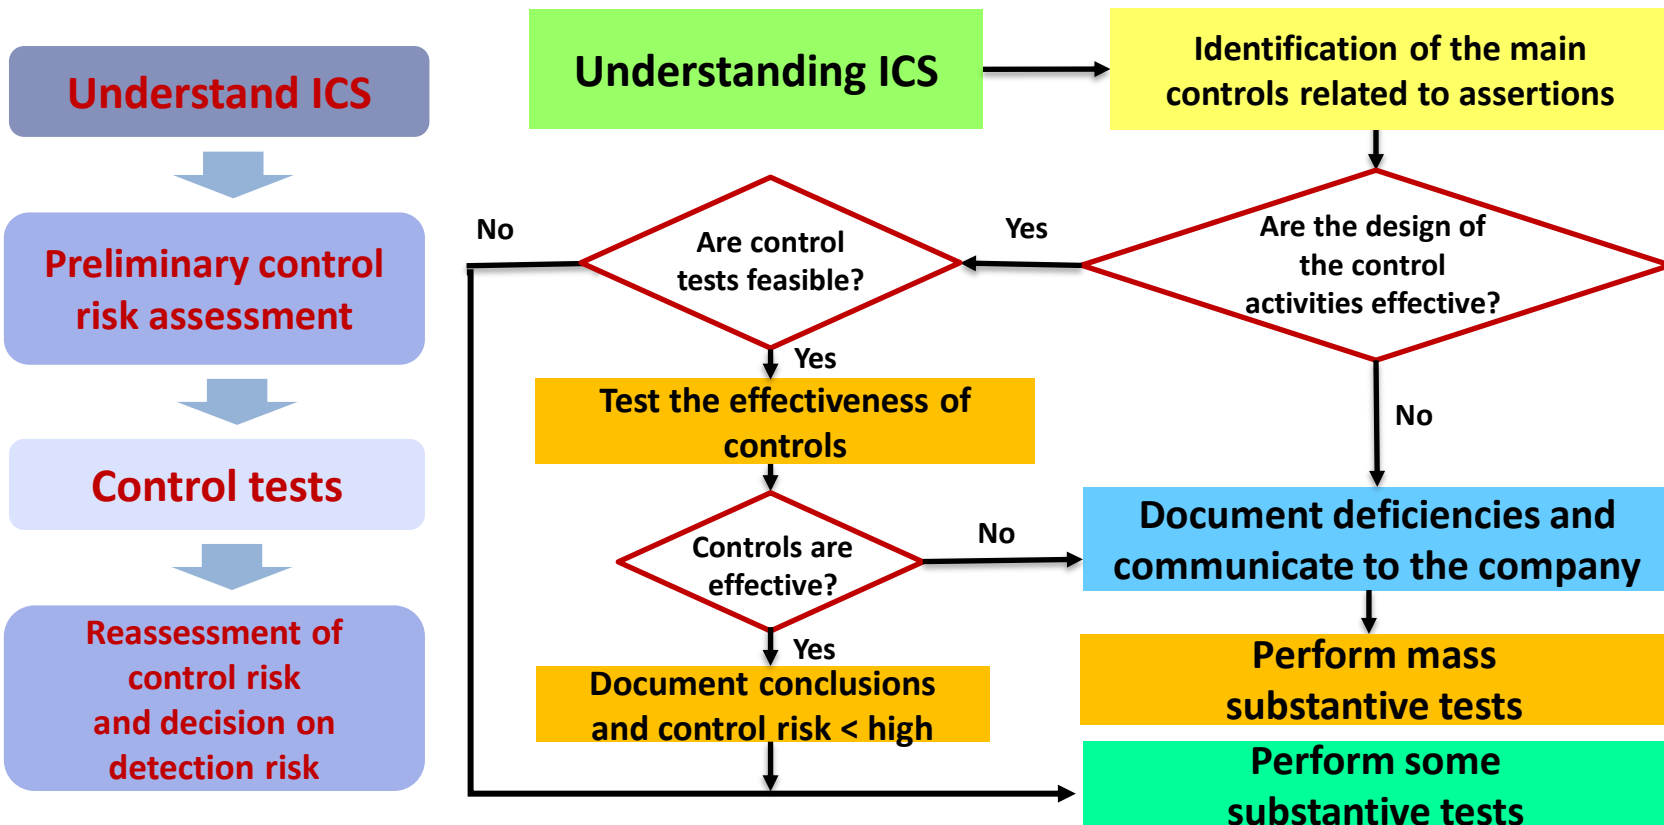 Understand ICS
Preliminary control
risk assessment
Control tests
Reassessment of
control risk
and decision on
detection risk
Understanding ICS
Identification of the main
controls related to assertions
Are the design of
the control
activities effective?
Yes
No
Are control
tests feasible?
No
Yes
Test the effectiveness of
controls
Controls are
effective?
No
Yes
Document conclusions
and control risk < high
Document deficiencies and
communicate to the company
Perform mass
substantive tests
Perform some
substantive tests